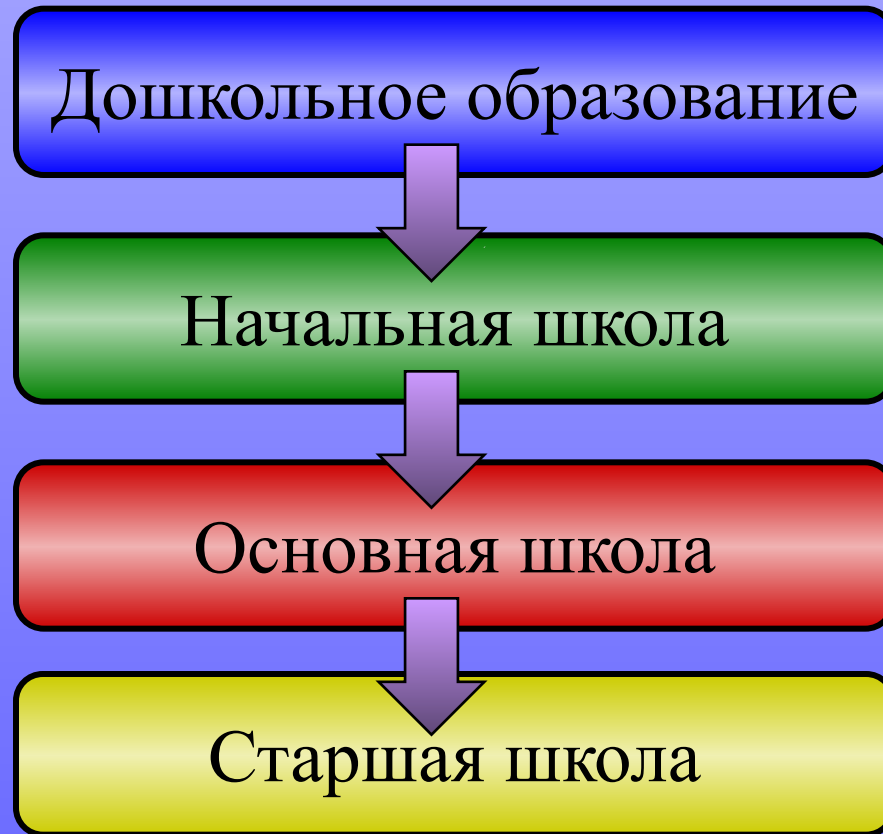 Дошкольное образование
Начальная школа
Основная школа
Старшая школа